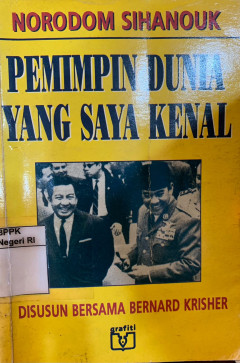 NORODOM SIHANOUK
PEMIMPIN DUNIA
YANG SAYA KENAL
BPPK
Negeri RI
DISUSUN BERSAMA BERNARD KRISHER
grafiti